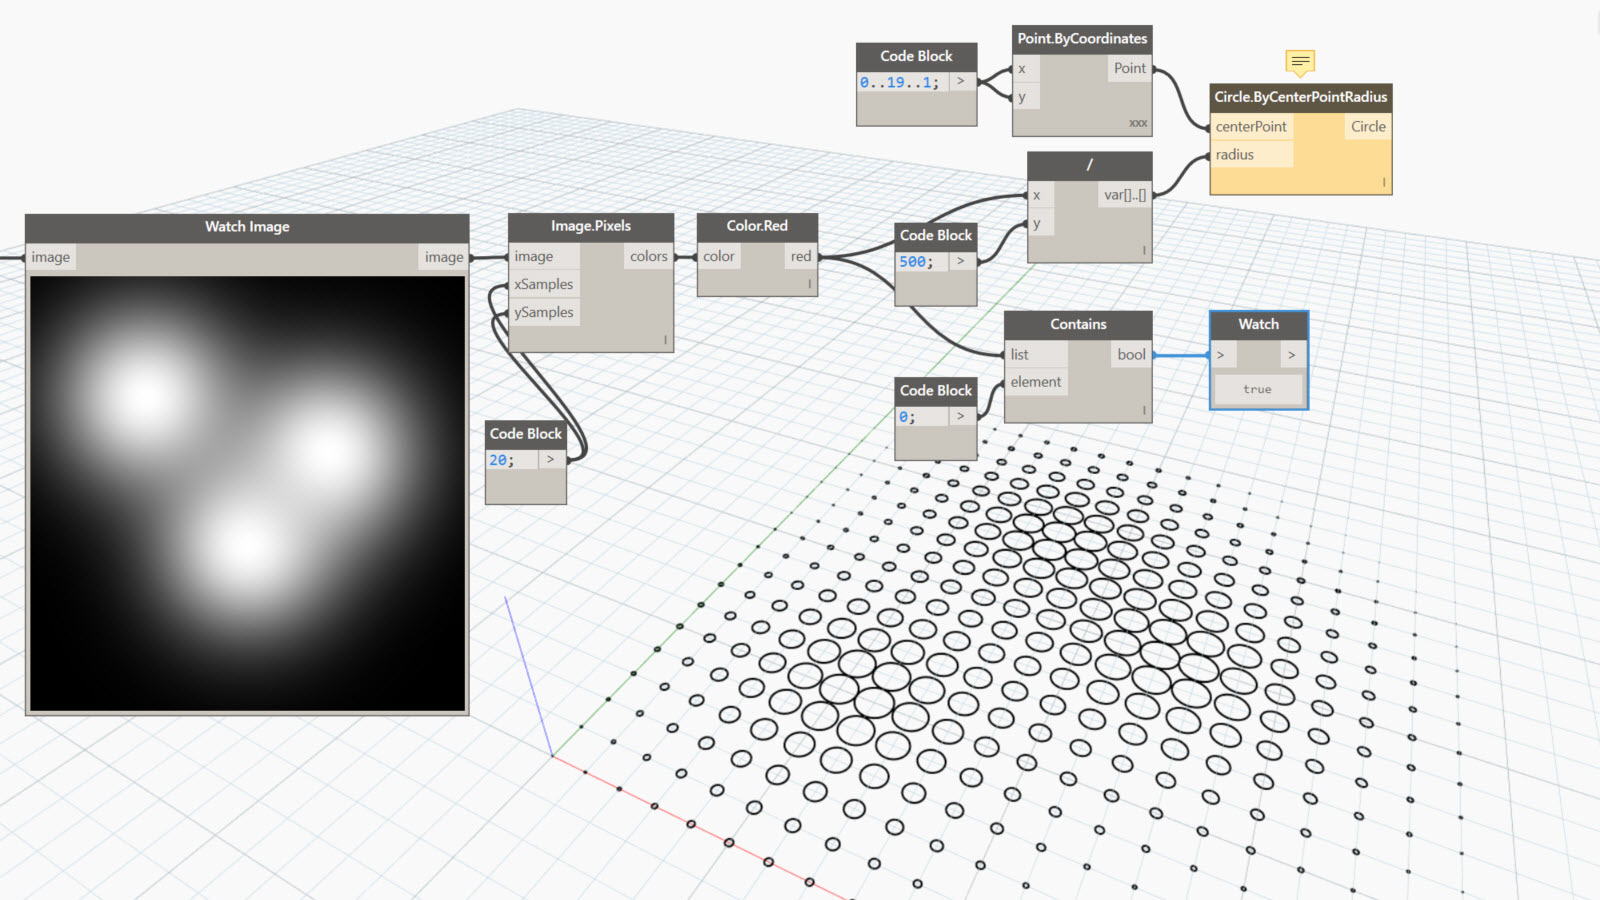 Watch Image
image
image
Image.Pixels
image
colors
xSamples
ySamples
Code Block
20;
>
Color.Red
color
red
Code Block
0..19..1;
>
Point.ByCoordinates
x
Point
y
xxx
Circle.ByCenterPointRadius
centerPoint
Circle
radius
/
x
var[]..[]
y
Code Block
500;
>
Contains
list
bool
element
Code Block
0;
>
Watch
>
>
true